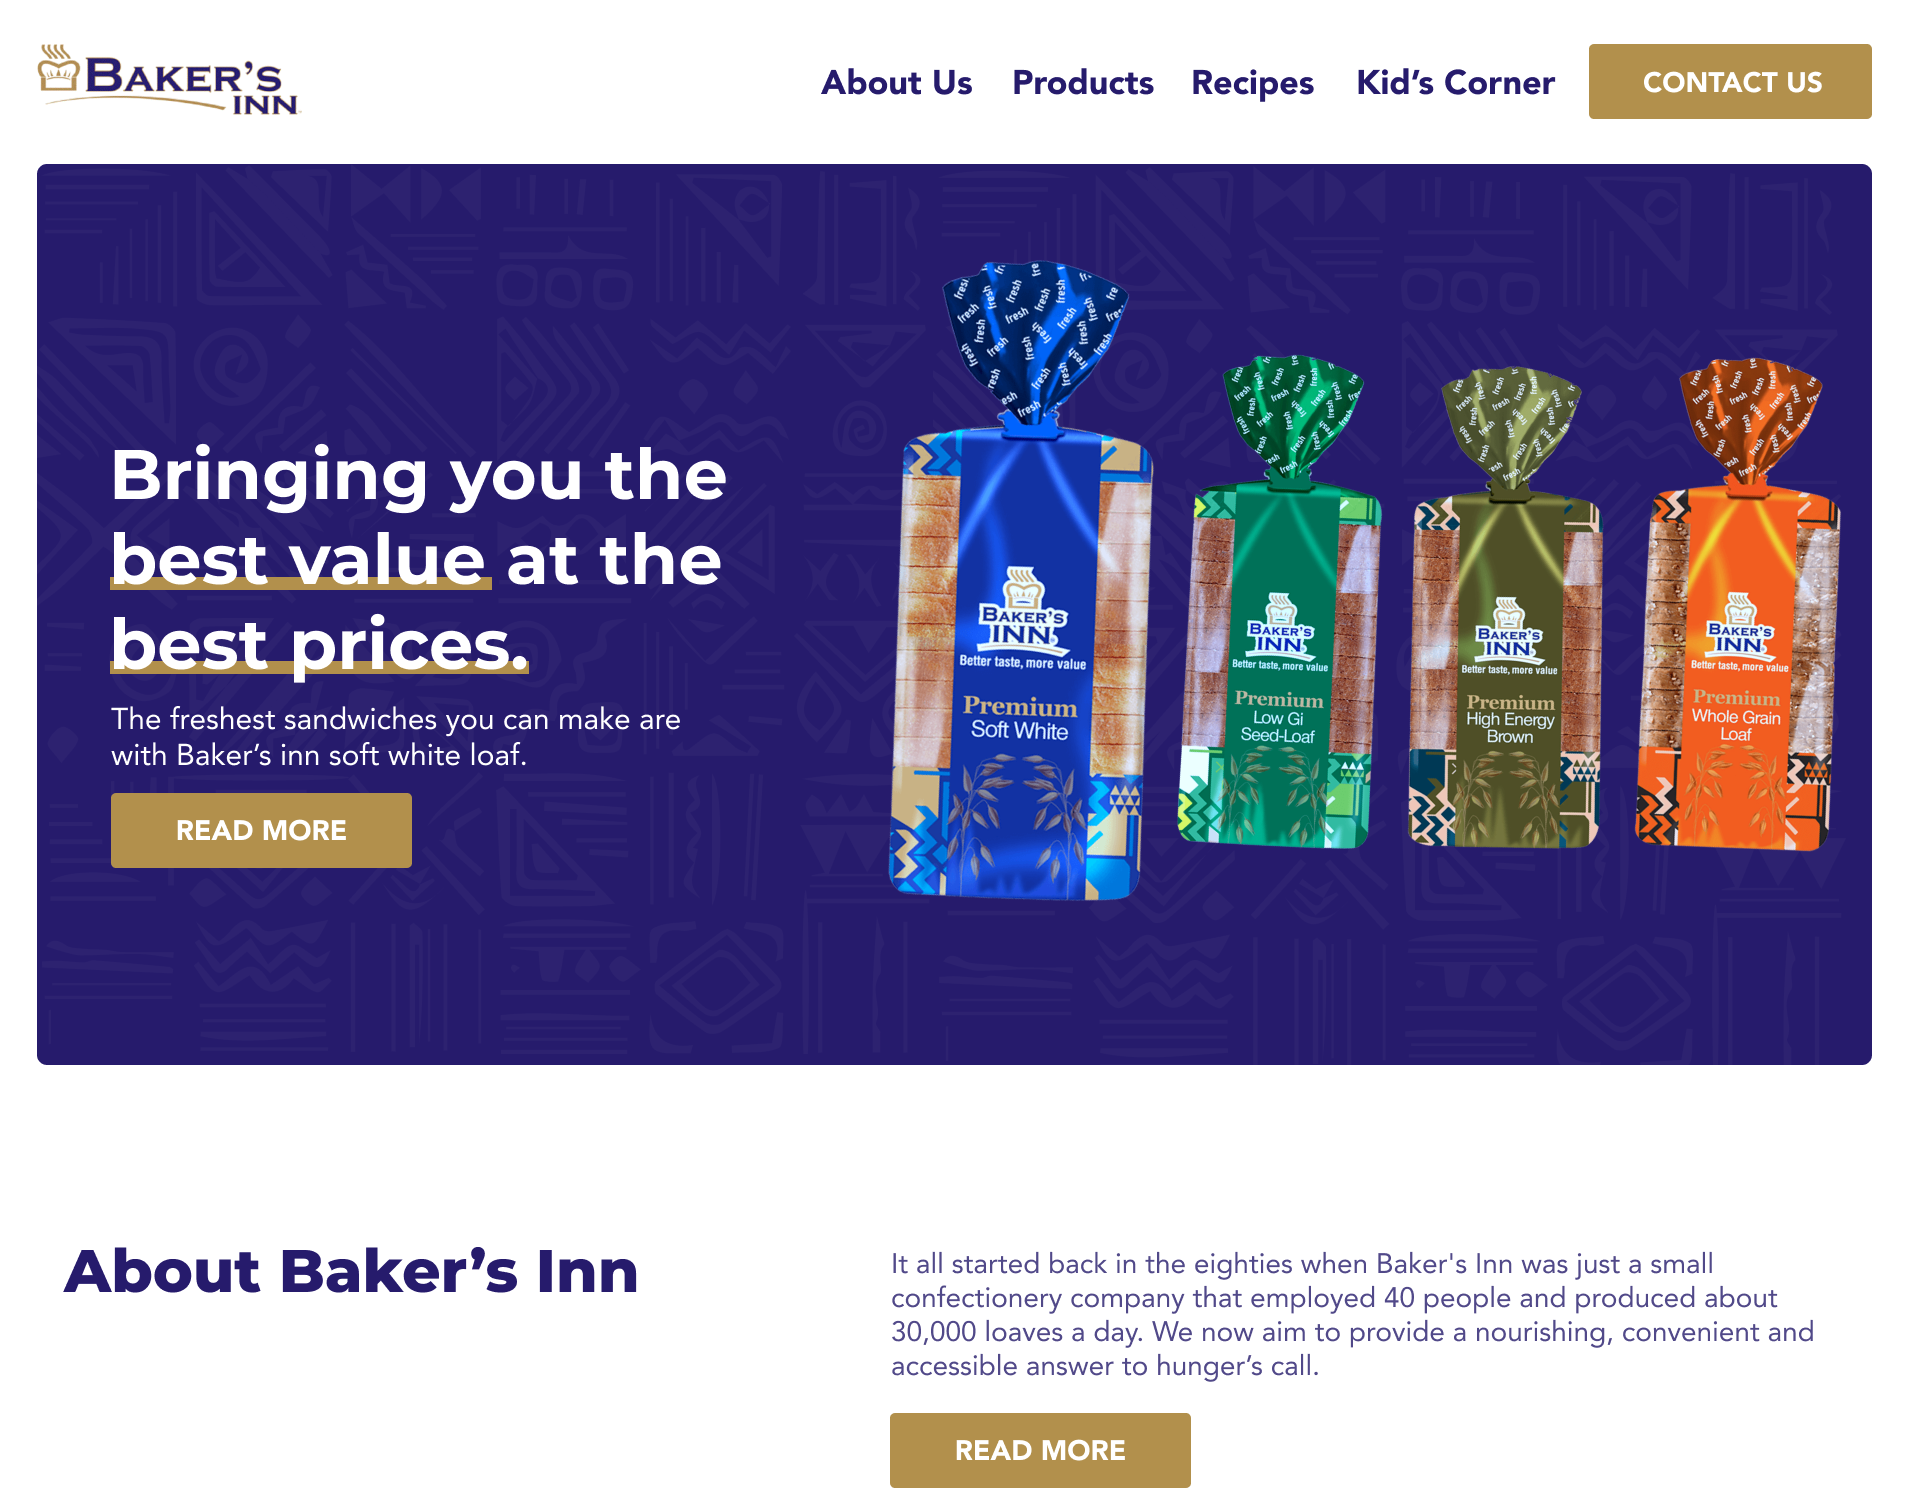 BAKER'S
INN
About Us Products Recipes Kid’s Corner CONTACT US
Bringing you the
best value at the
best prices.
The freshest sandwiches you can make are
with Baker’s inn soft white loaf.
READ MORE
fresh fresh fresh fresh fresh fresh
BAKER'S
INN
Better taste, more value
Premium
Soft White
BAKER'S
INN
Better taste, more value
Premium
Low Gi
Seed-Loaf
BAKER'S
INN
Better taste, more value
Premium
High Energy
Brown
BAKER'S
INN
Better taste, more value
Premium
Whole Grain
Loaf
About Baker’s Inn
It all started back in the eighties when Baker's Inn was just a small
confectionery company that employed 40 people and produced about
30,000 loaves a day. We now aim to provide a nourishing, convenient and
accessible answer to hunger’s call.
READ MORE